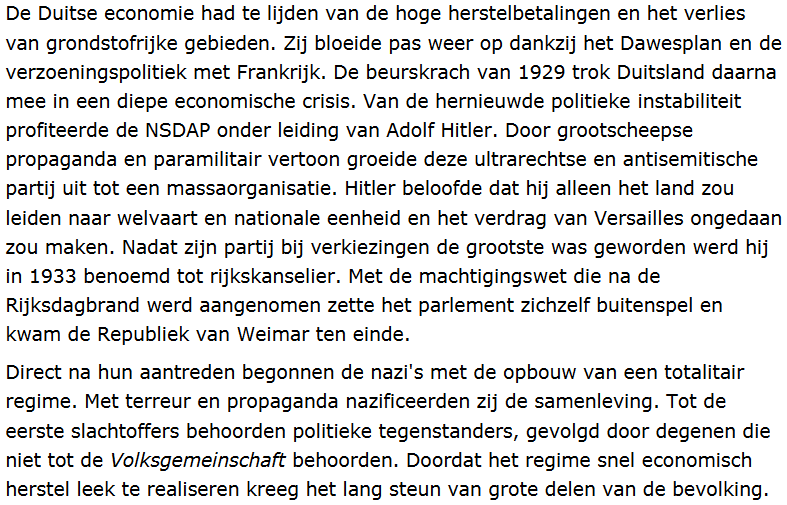 De Duitse economie had te lijden van de hoge herstelbetalingen en het verlies
van grondstofrijke gebieden. Zij bloeide pas weer op dankzij het Dawesplan en de
verzoeningspolitiek met Frankrijk. De beurskrach van 1929 trok Duitsland daarna
mee in een diepe economische crisis. Van de hernieuwde politieke instabiliteit
profiteerde de NSDAP onder leiding van Adolf Hitler. Door grootscheepse
propaganda en paramilitair vertoon groeide deze ultrarechtse en antisemitische
partij uit tot een massaorganisatie. Hitler beloofde dat hij alleen het land zou
leiden naar welvaart en nationale eenheid en het verdrag van Versailles ongedaan
zou maken. Nadat zijn partij bij verkiezingen de grootste was geworden werd hij
in 1933 benoemd tot rijkskanselier. Met de machtigingswet die na de
Rijksdagbrand werd aangenomen zette het parlement zichzelf buitenspel en
kwam de Republiek van Weimar ten einde.
Direct na hun aantreden begonnen de nazi's met de opbouw van een totalitair
regime. Met terreur en propaganda nazificeerden zij de samenleving. Tot de
eerste slachtoffers behoorden politieke tegenstanders, gevolgd door degenen die
niet tot de Volksgemeinschaft behoorden. Doordat het regime snel economisch
herstel leek te realiseren kreeg het lang steun van grote delen van de bevolking.